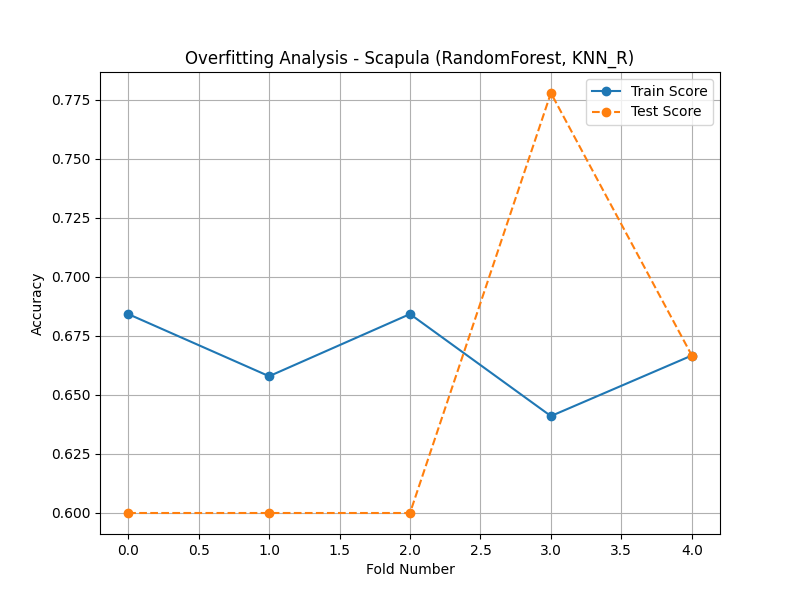 Overfitting Analysis - Scapula (RandomForest, KNN_R)
Train Score
Test Score
0.775
0.750
0.725
0.700
0.675
0.650
0.625
0.600
Accuracy
0.0 0.5 1.0 1.5 2.0 2.5 3.0 3.5 4.0
Fold Number